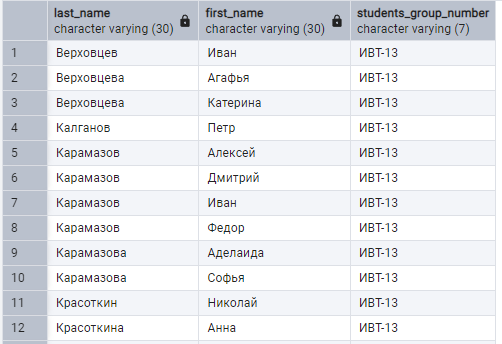 last_name first_name students_group_number
character varying (30) character varying (30) character varying (7)
1 Верховцев Иван ИВТ-13
2 Верховцева Агафья ИВТ-13
3 Верховцева Катерина ИВТ-13
4 Калганов Петр ИВТ-13
5 Карамазов Алексей ИВТ-13
6 Карамазов Дмитрий ИВТ-13
7 Карамазов Иван ИВТ-13
8 Карамазов Федор ИВТ-13
9 Карамазова Аделаида ИВТ-13
10 Карамазова Софья ИВТ-13
11 Красоткин Николай ИВТ-13
12 Красоткина Анна ИВТ-13